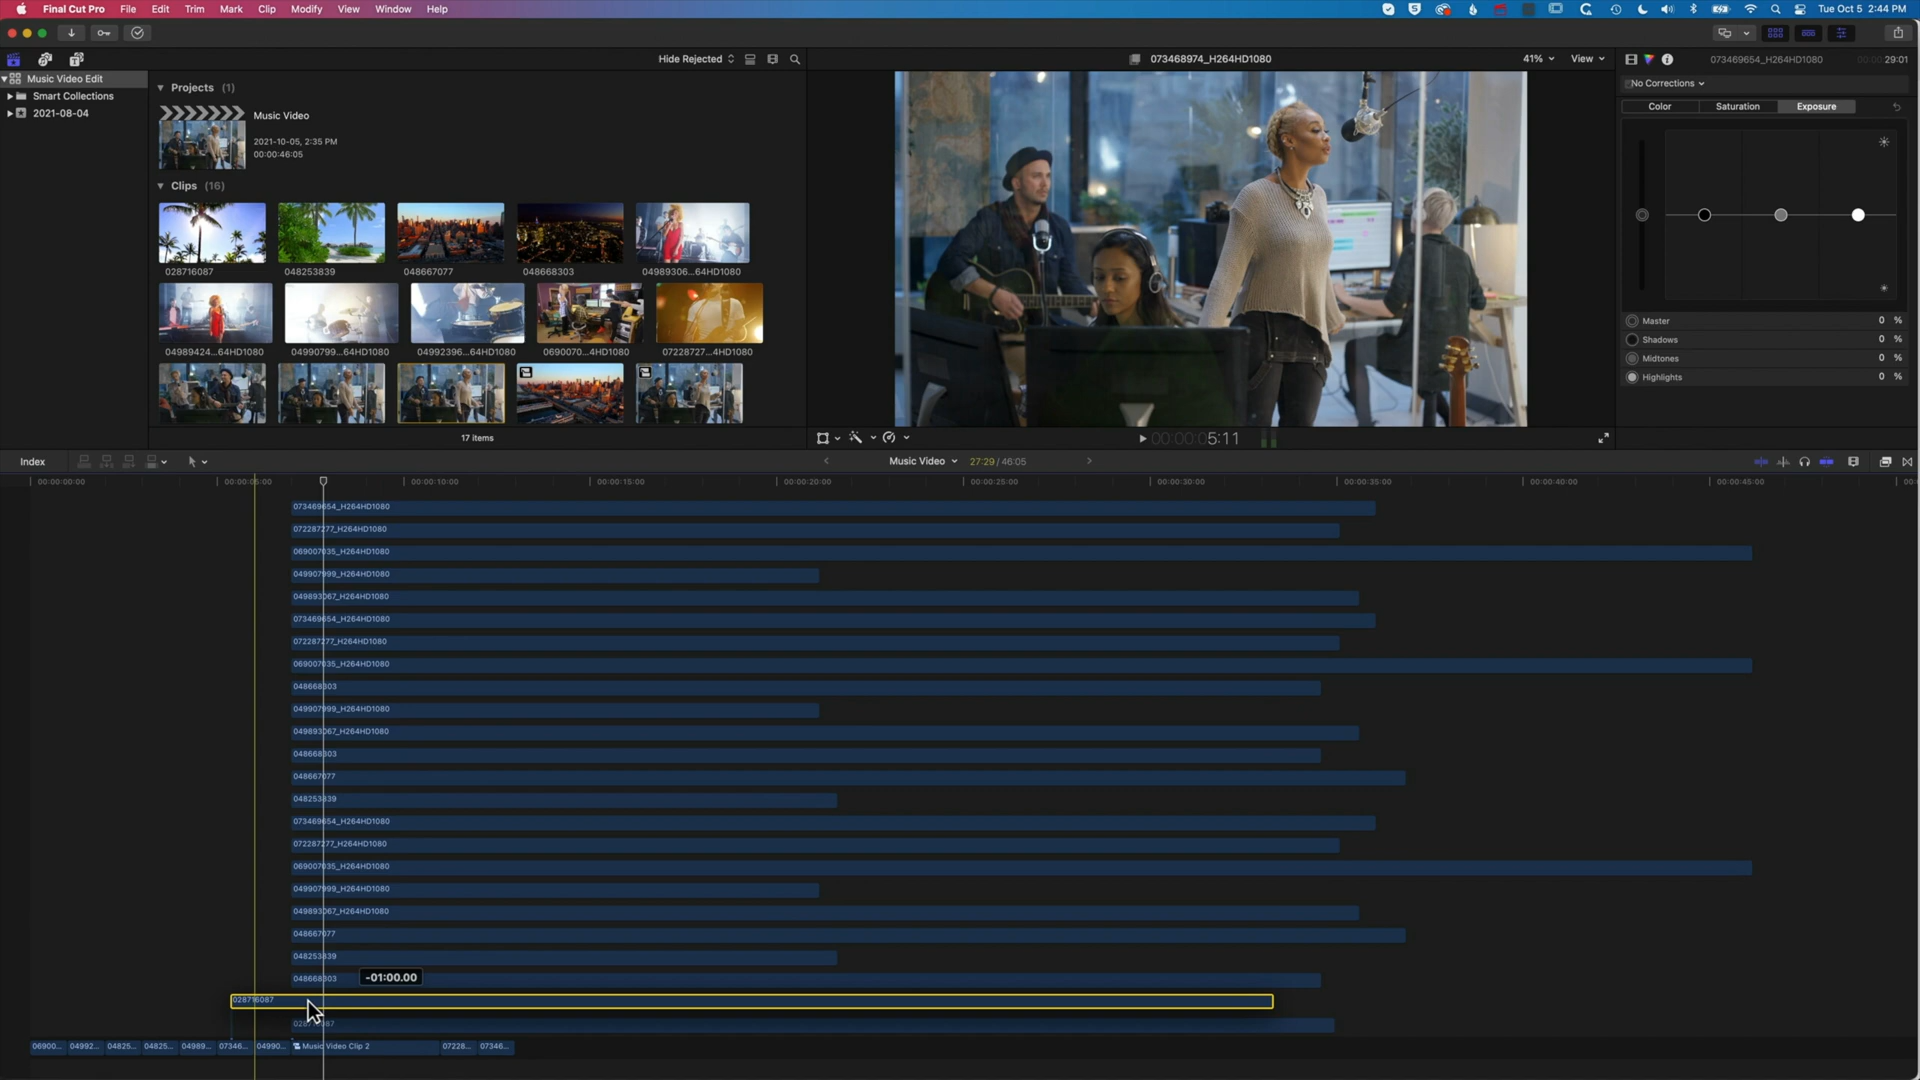 Final Cut Pro File Edit Trim Mark Clip Modify View Window Help Tue Oct 5 2:44 PM
Hide Rejected 073468974_H264HD1080 41% View 073469654_H264HD1080 29:01
Music Video Edit
Smart Collections
2021-08-04
Projects (1)
Music Video
2021-10-05, 2:35 PM
00:00:46:05
Clips (16)
028716087 048253839 048667077 048668303 04989306...64HD1080
04989424...64HD1080 04990799...64HD1080 04992396...64HD1080 0690070...4HD1080 07228727...4HD1080
17 items
00:00:05:11
No Corrections
Color Saturation Exposure
Master 0 %
Shadows 0 %
Midtones 0 %
Highlights 0 %
Index Music Video 27:29 / 46:05
00:00:00:00 00:00:05:00 00:00:10:00 00:00:15:00 00:00:20:00 00:00:25:00 00:00:30:00 00:00:35:00 00:00:40:00 00:00:45:00
073469654_H264HD1080
072287277_H264HD1080
069007035_H264HD1080
049907999_H264HD1080
049893067_H264HD1080
073469654_H264HD1080
072287277_H264HD1080
069007035_H264HD1080
048668303
049907999_H264HD1080
049893067_H264HD1080
048668303
048667077
048253839
073469654_H264HD1080
072287277_H264HD1080
069007035_H264HD1080
049907999_H264HD1080
049893067_H264HD1080
048667077
048253839
048668303 -01:00.00
028716087
028716087
06900... 04992... 04825... 04825... 04989... 07346... 04990... Music Video Clip 2 07228... 07346...